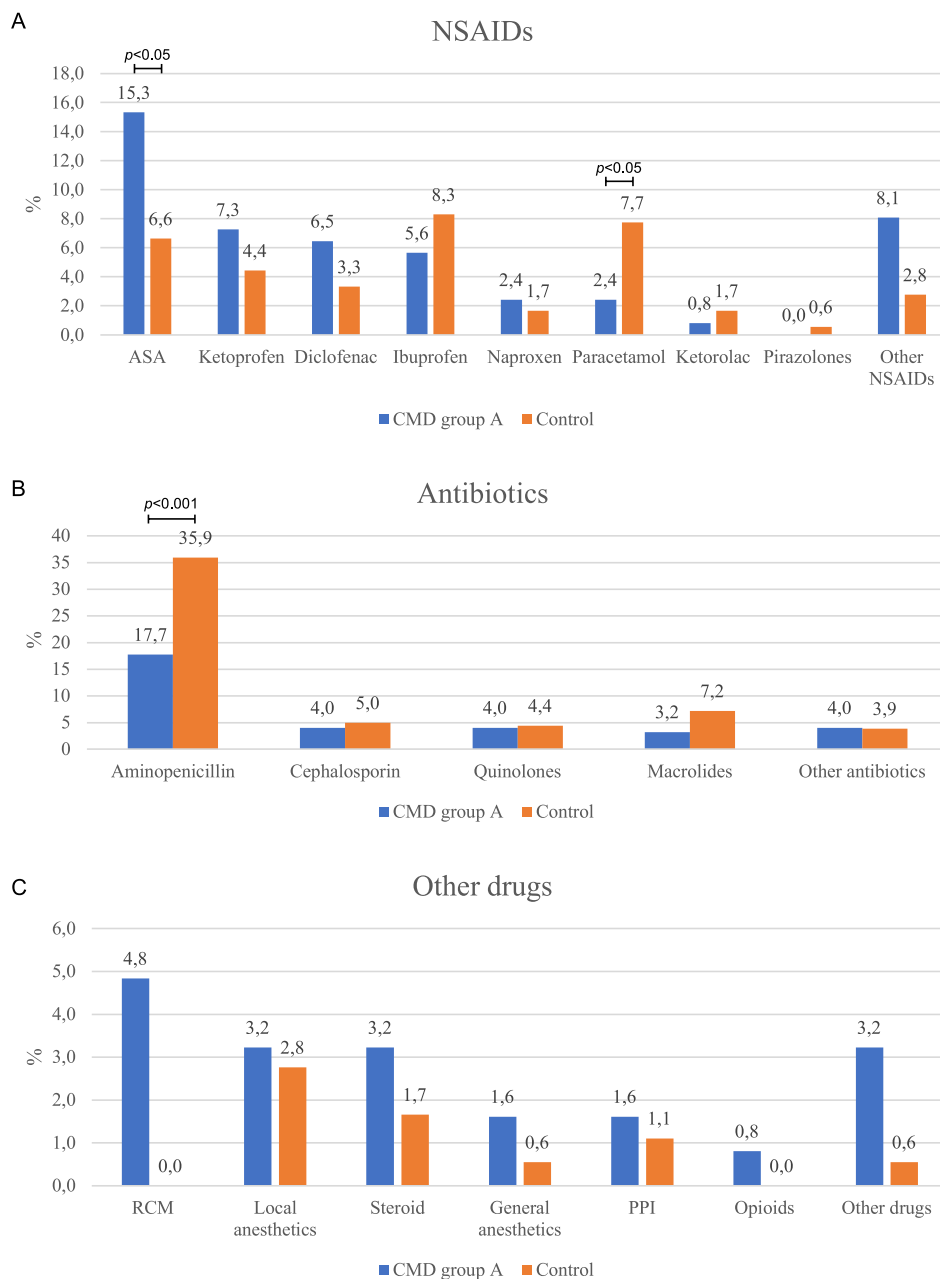 A
NSAIDs
p<0.05
18,0
16,0
14,0
12,0
10,0
8,0
6,0
4,0
2,0
0,0
%
15,3
6,6
7,3
4,4
6,5
3,3
5,6
8,3
2,4
1,7
p<0.05
2,4
7,7
0,8
1,7
0,0
0,6
8,1
2,8
ASA
Ketoprofen
Diclofenac
Ibuprofen
Naproxen
Paracetamol
Ketorolac
Pirazolones
Other
NSAIDs
CMD group A
Control
B
Antibiotics
p<0.001
40
35
30
25
20
15
10
5
0
%
17,7
35,9
4,0
5,0
4,0
4,4
3,2
7,2
4,0
3,9
Aminopenicillin
Cephalosporin
Quinolones
Macrolides
Other antibiotics
CMD group A
Control
C
Other drugs
6,0
5,0
4,0
3,0
2,0
1,0
0,0
%
4,8
0,0
3,2
2,8
3,2
1,7
1,6
0,6
1,6
1,1
0,8
0,0
3,2
0,6
RCM
Local
anesthetics
Steroid
General
anesthetics
PPI
Opioids
Other drugs
CMD group A
Control